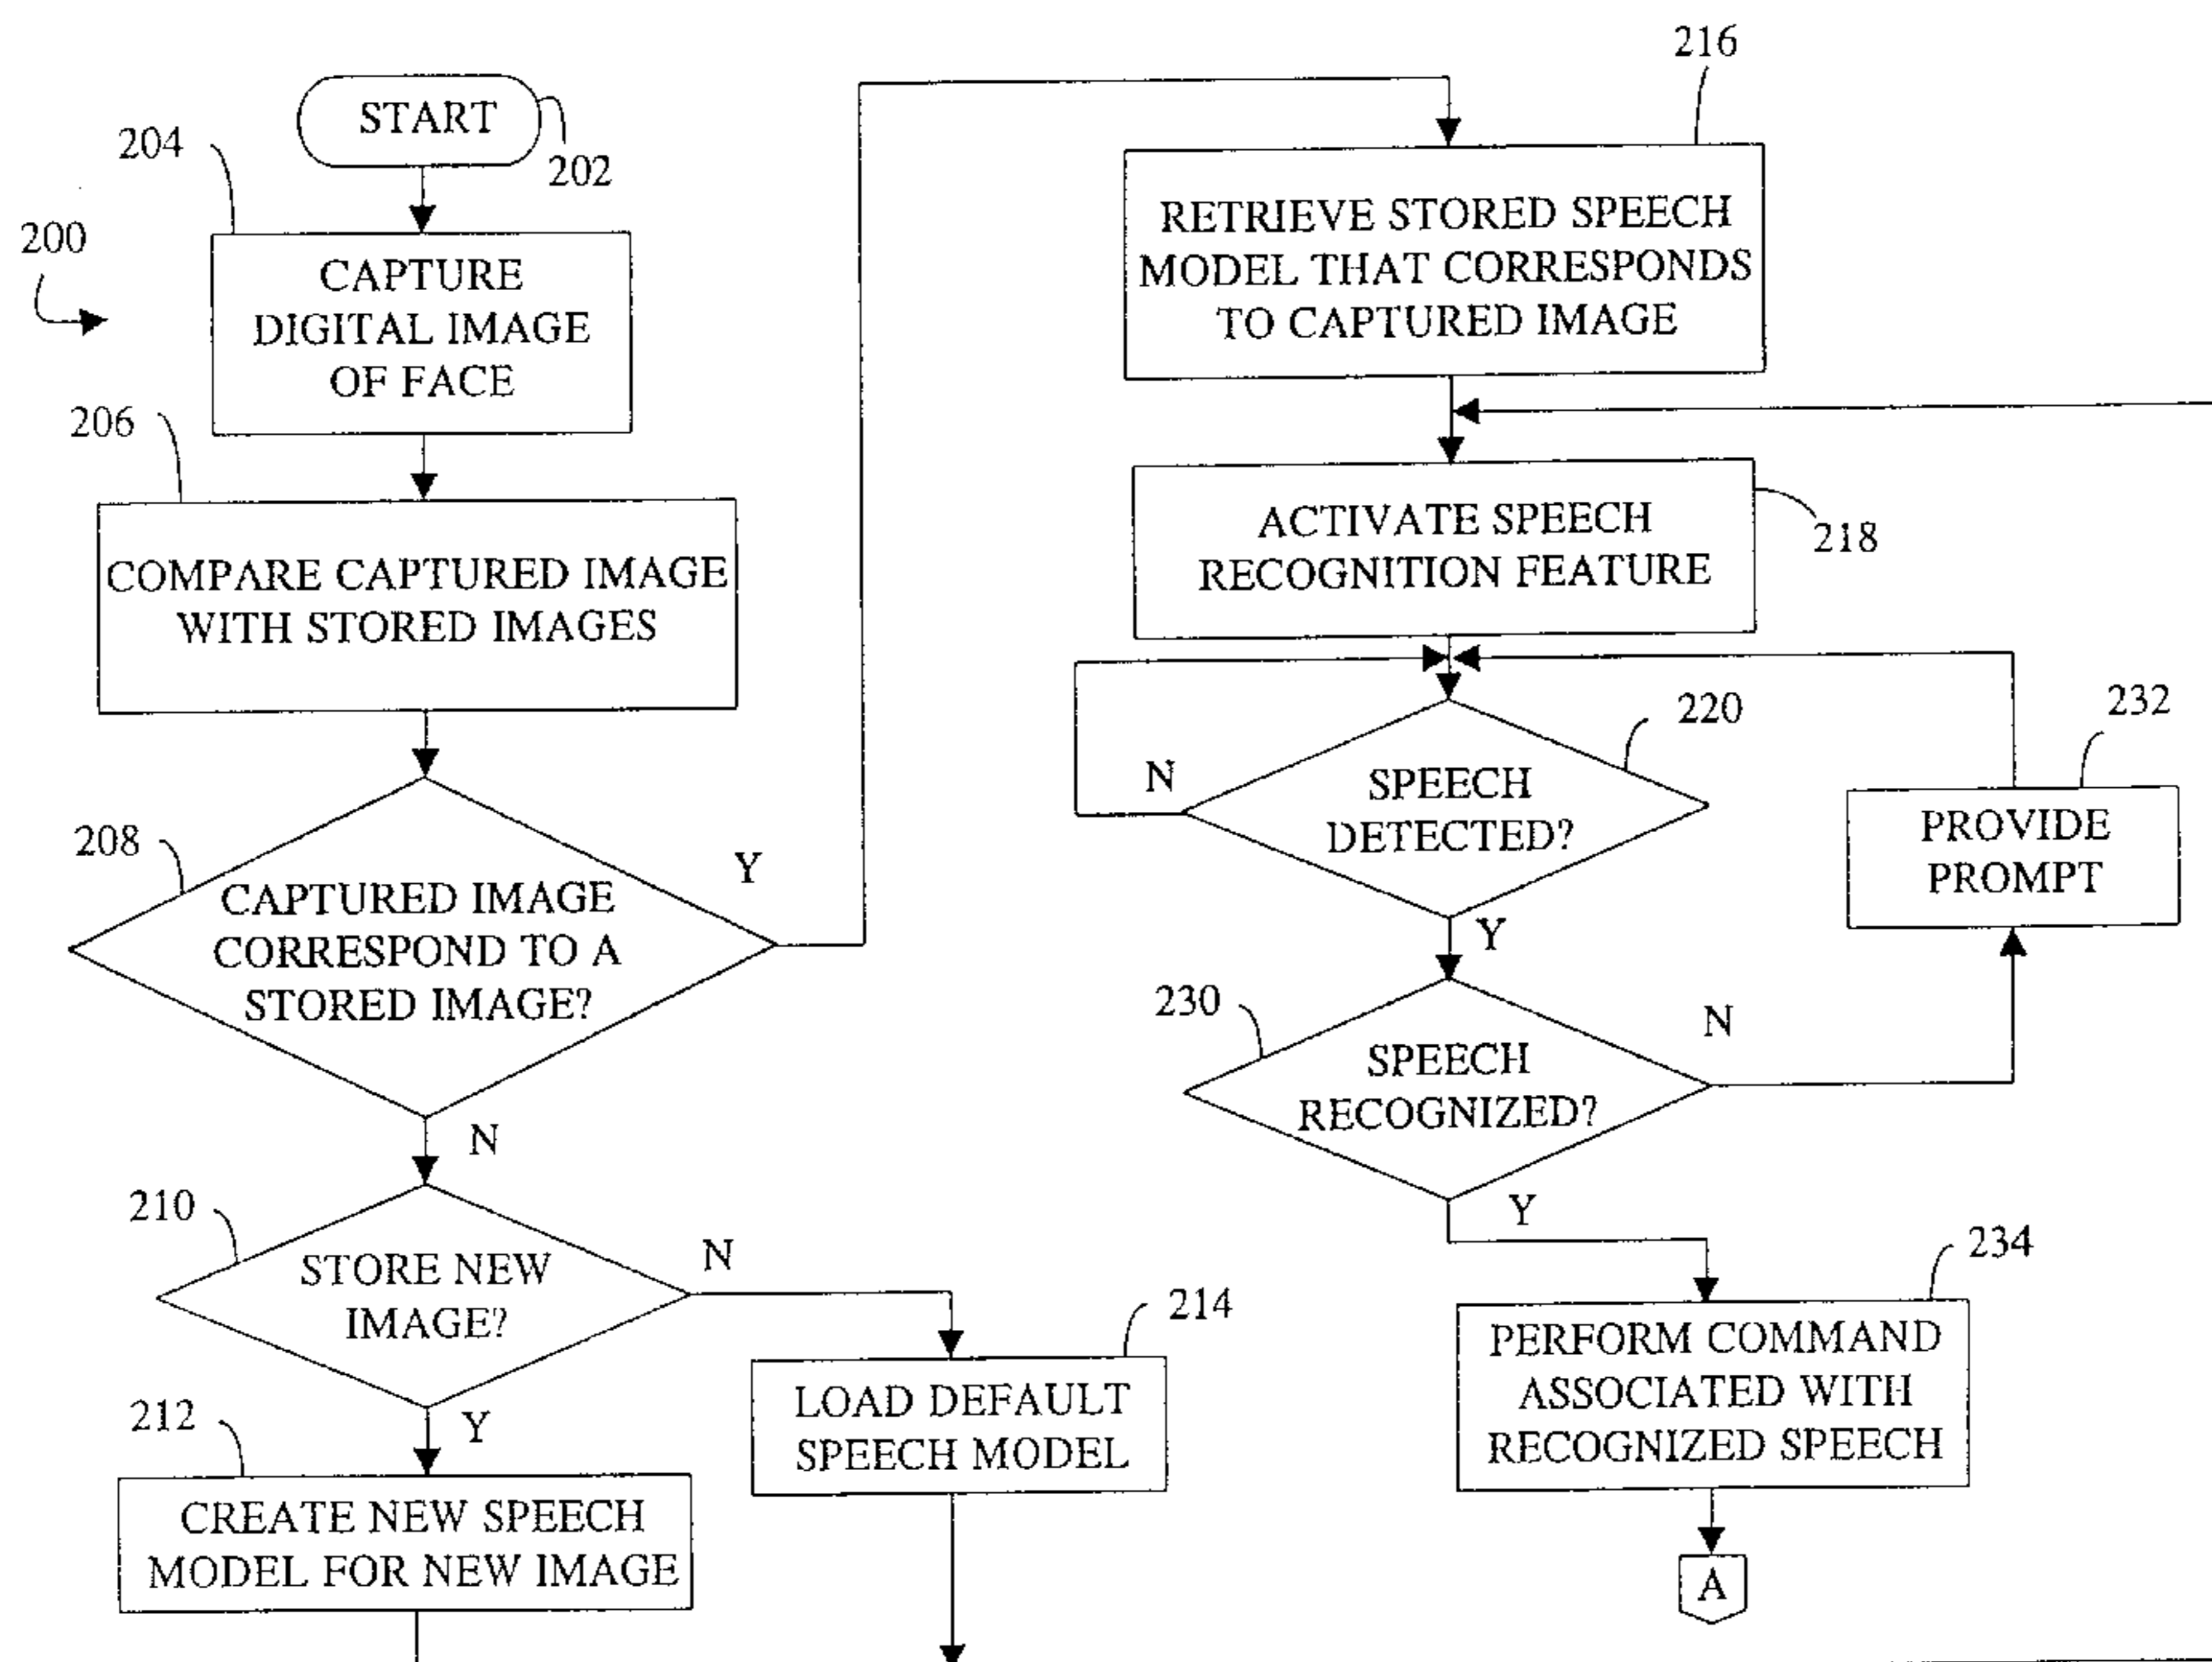 START
202
204
200
CAPTURE
DIGITAL IMAGE
OF FACE
206
COMPARE CAPTURED IMAGE
WITH STORED IMAGES
208
CAPTURED IMAGE
CORRESPOND TO A
STORED IMAGE?
Y
N
210
STORE NEW
IMAGE?
N
Y
214
LOAD DEFAULT
SPEECH MODEL
212
CREATE NEW SPEECH
MODEL FOR NEW IMAGE
216
RETRIEVE STORED SPEECH
MODEL THAT CORRESPONDS
TO CAPTURED IMAGE
ACTIVATE SPEECH
RECOGNITION FEATURE
218
220
N
SPEECH
DETECTED?
Y
232
PROVIDE
PROMPT
230
SPEECH
RECOGNIZED?
N
Y
234
PERFORM COMMAND
ASSOCIATED WITH
RECOGNIZED SPEECH
A